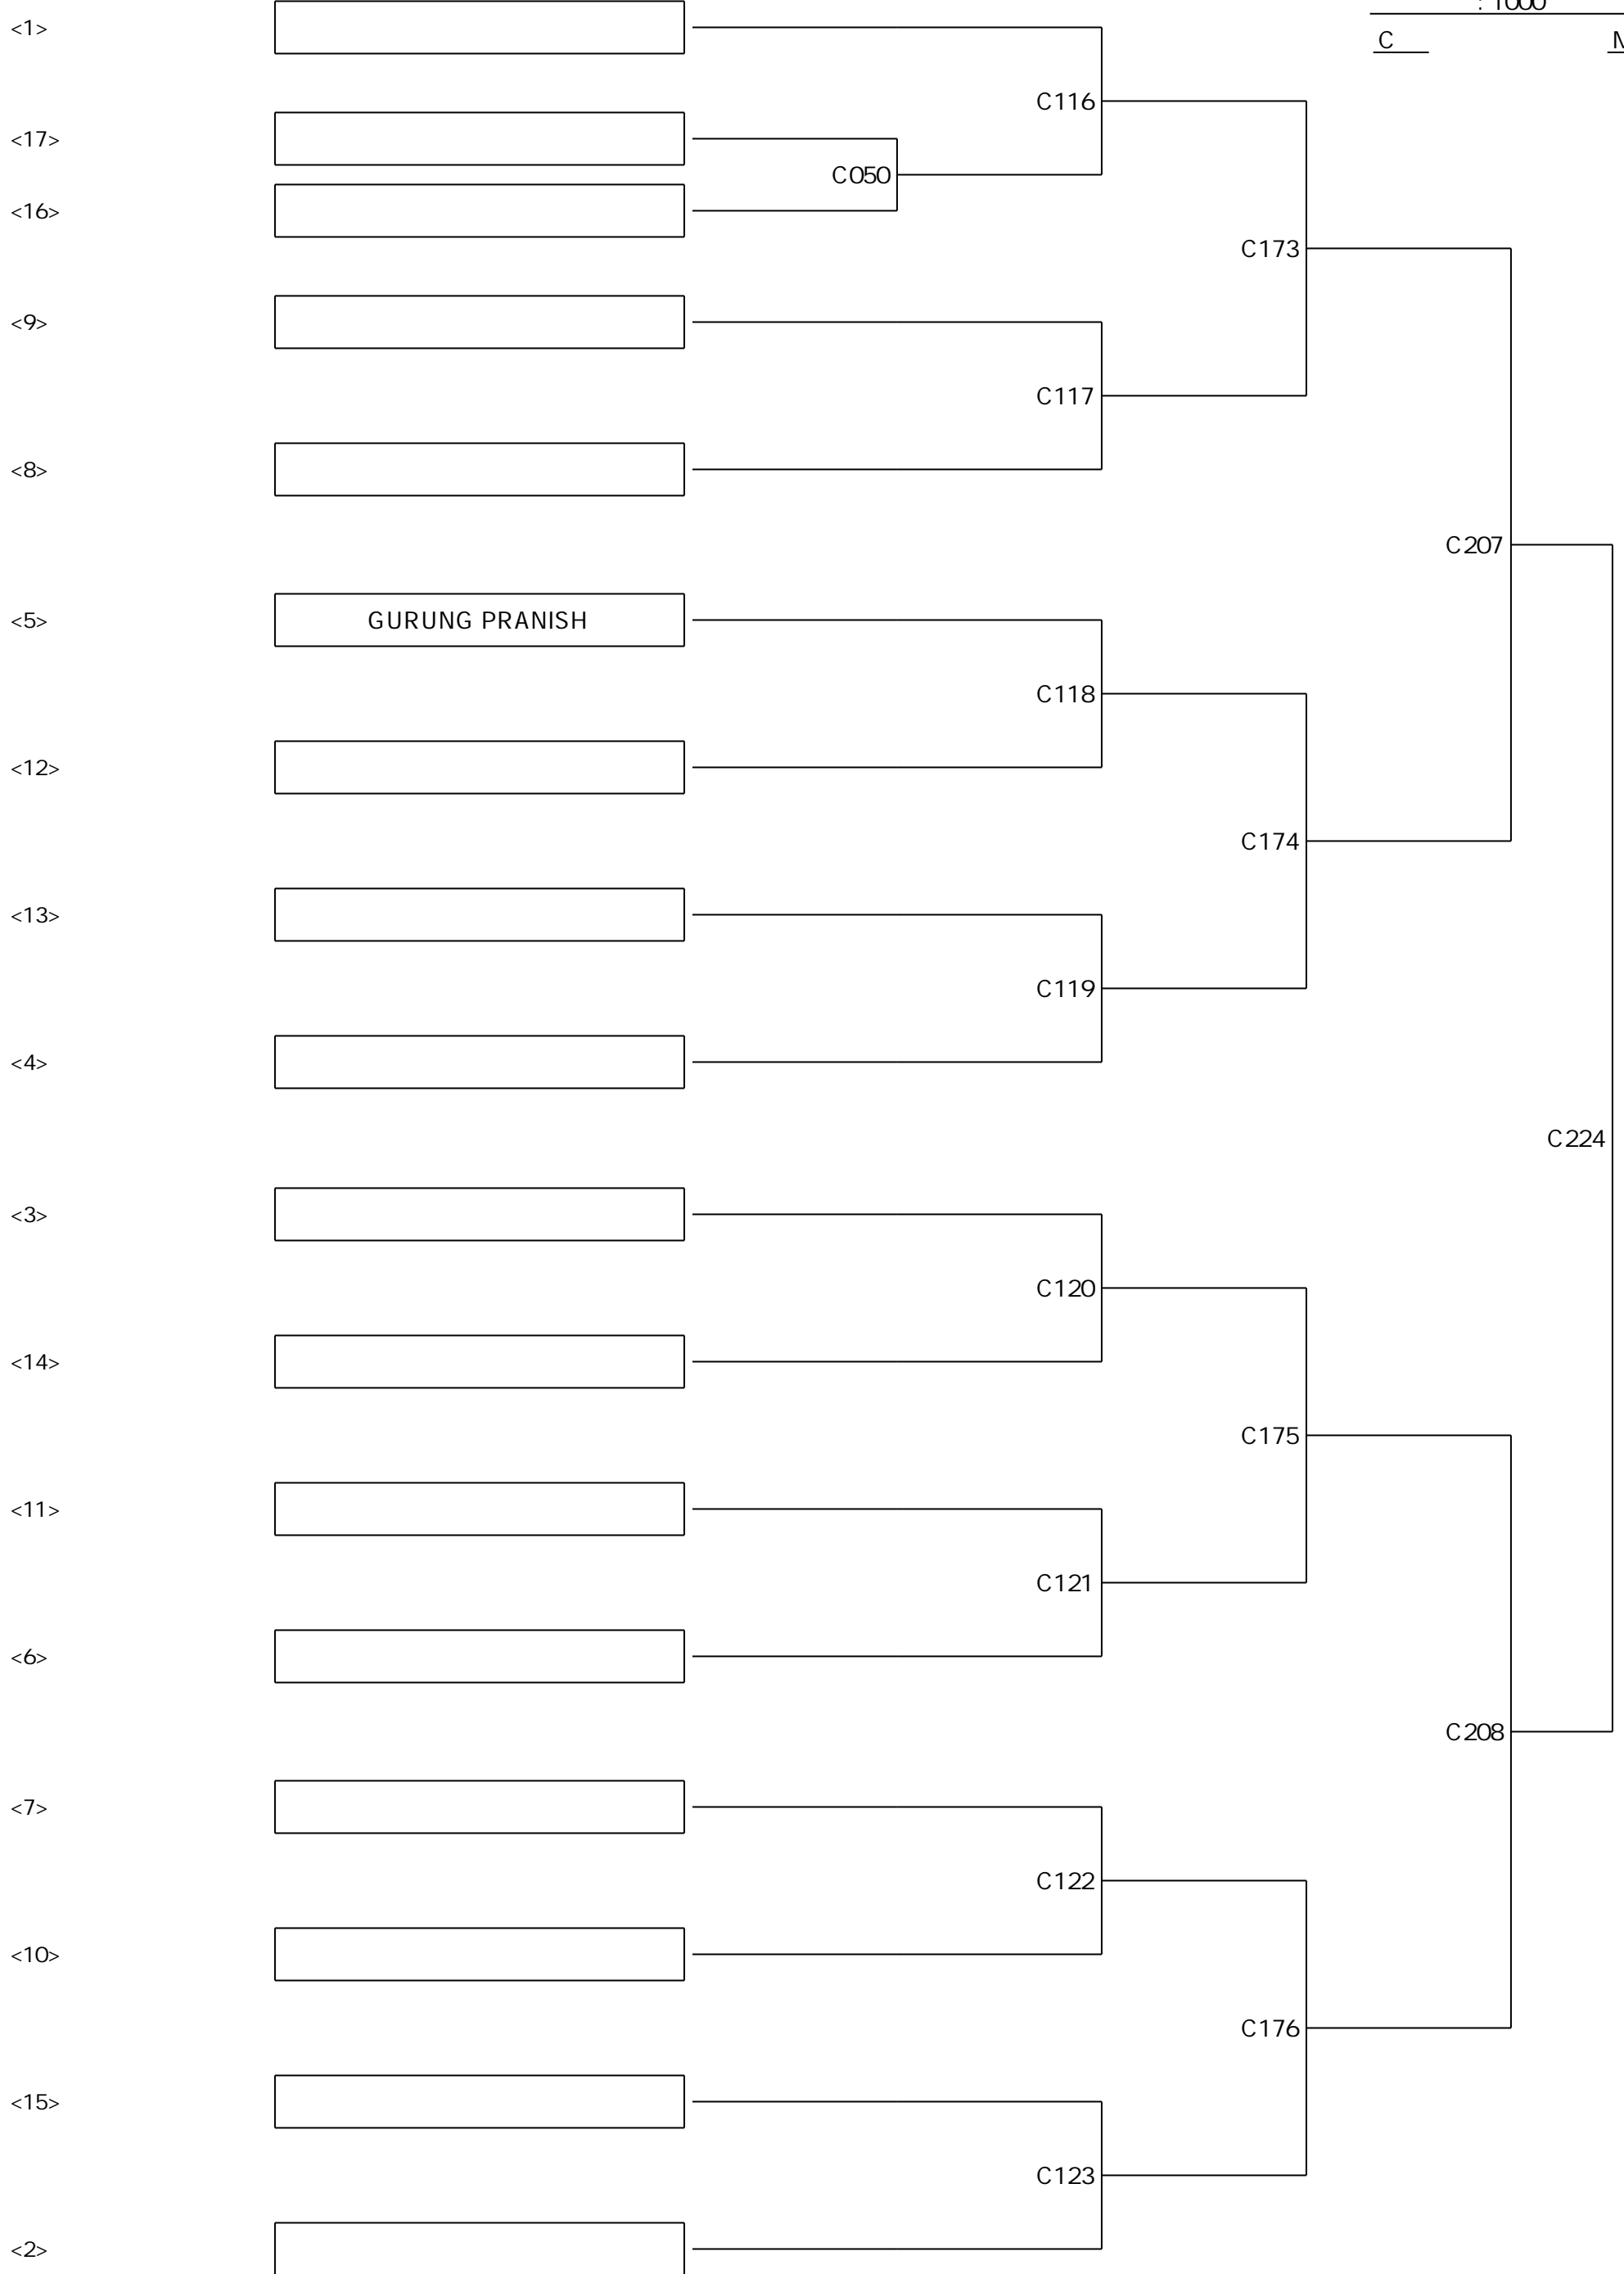 : 1000
<1>
C
C116
<17>
C050
<16>
C173
<9>
C117
<8>
C207
<5>
GURUNG PRANISH
C118
<12>
C174
<13>
C119
<4>
C224
<3>
C120
<14>
C175
<11>
C121
<6>
C208
<7>
C122
<10>
C176
<15>
C123
<2>